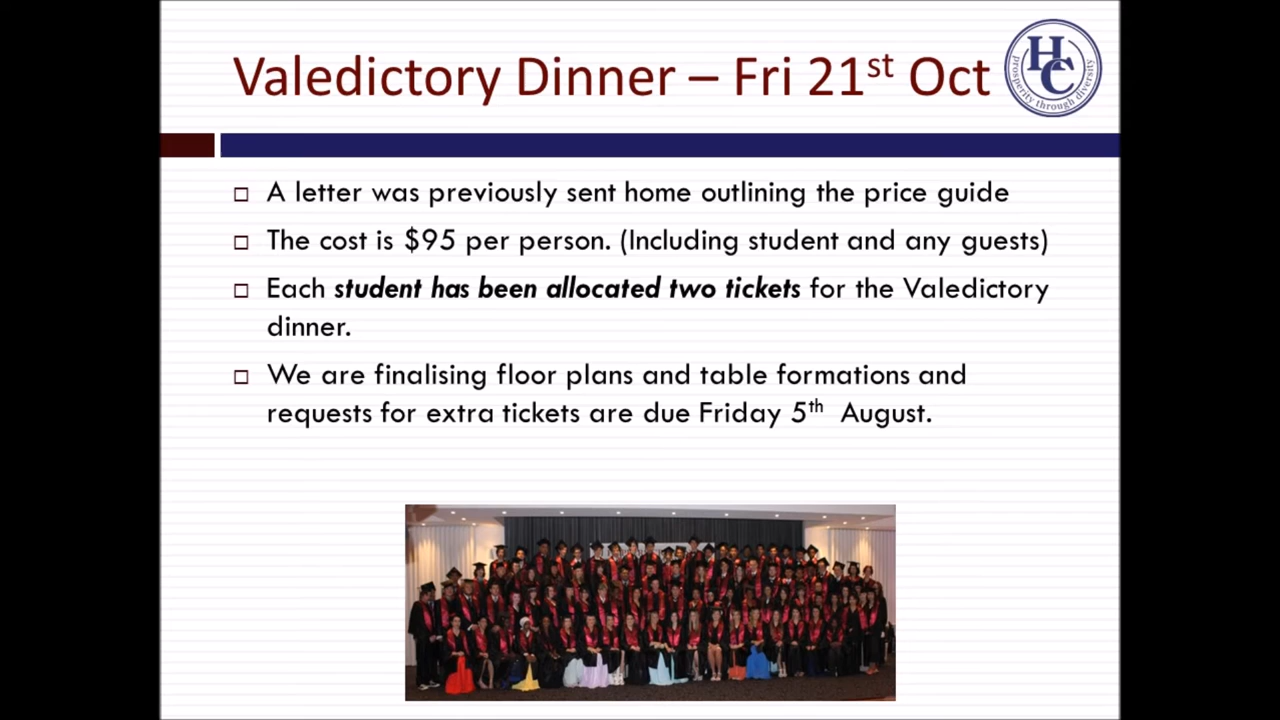 Valedictory Dinner – Fri 21st Oct
HC
prosperity through diversity
A letter was previously sent home outlining the price guide
The cost is $95 per person. (Including student and any guests)
Each student has been allocated two tickets for the Valedictory
dinner.
We are finalising floor plans and table formations and
requests for extra tickets are due Friday 5th August.